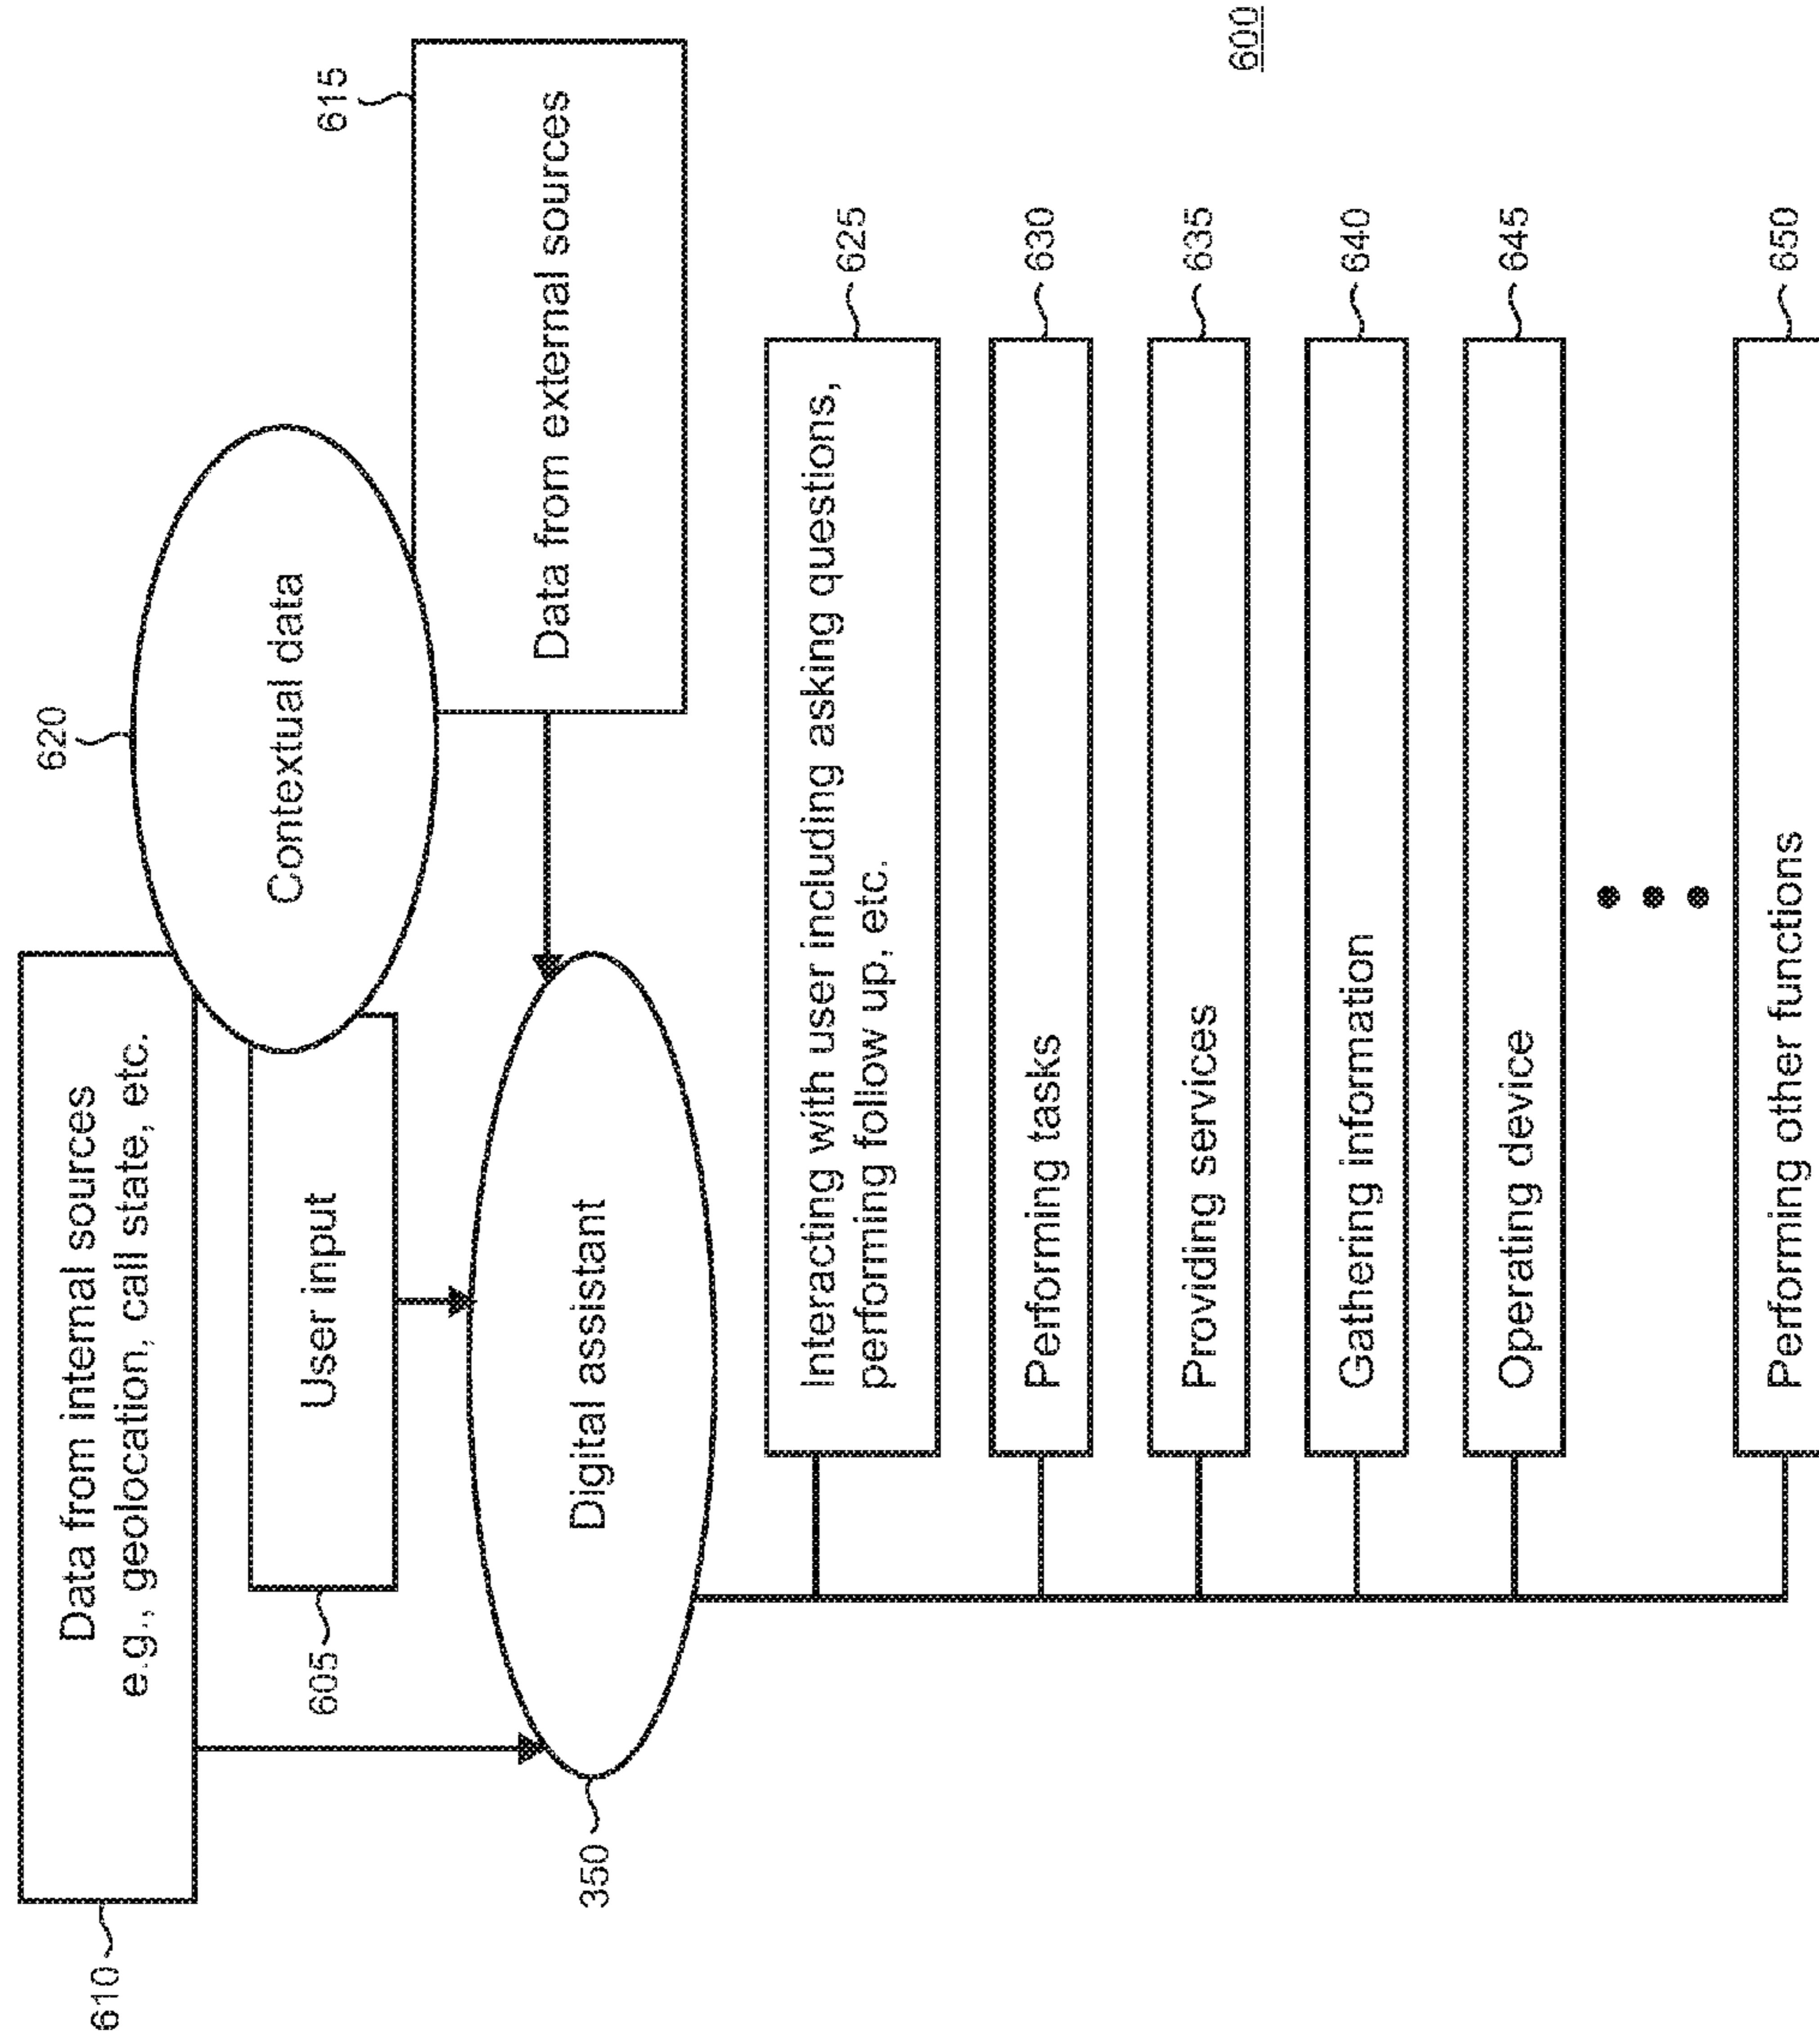 610
Data from internal sources
e.g., geolocation, call state, etc.
620
Contextual data
605
User input
615
Data from external sources
350
Digital assistant
Interacting with user including asking questions,
performing follow up, etc.
625
Performing tasks
630
Providing services
635
Gathering information
640
Operating device
645
Performing other functions
650
600